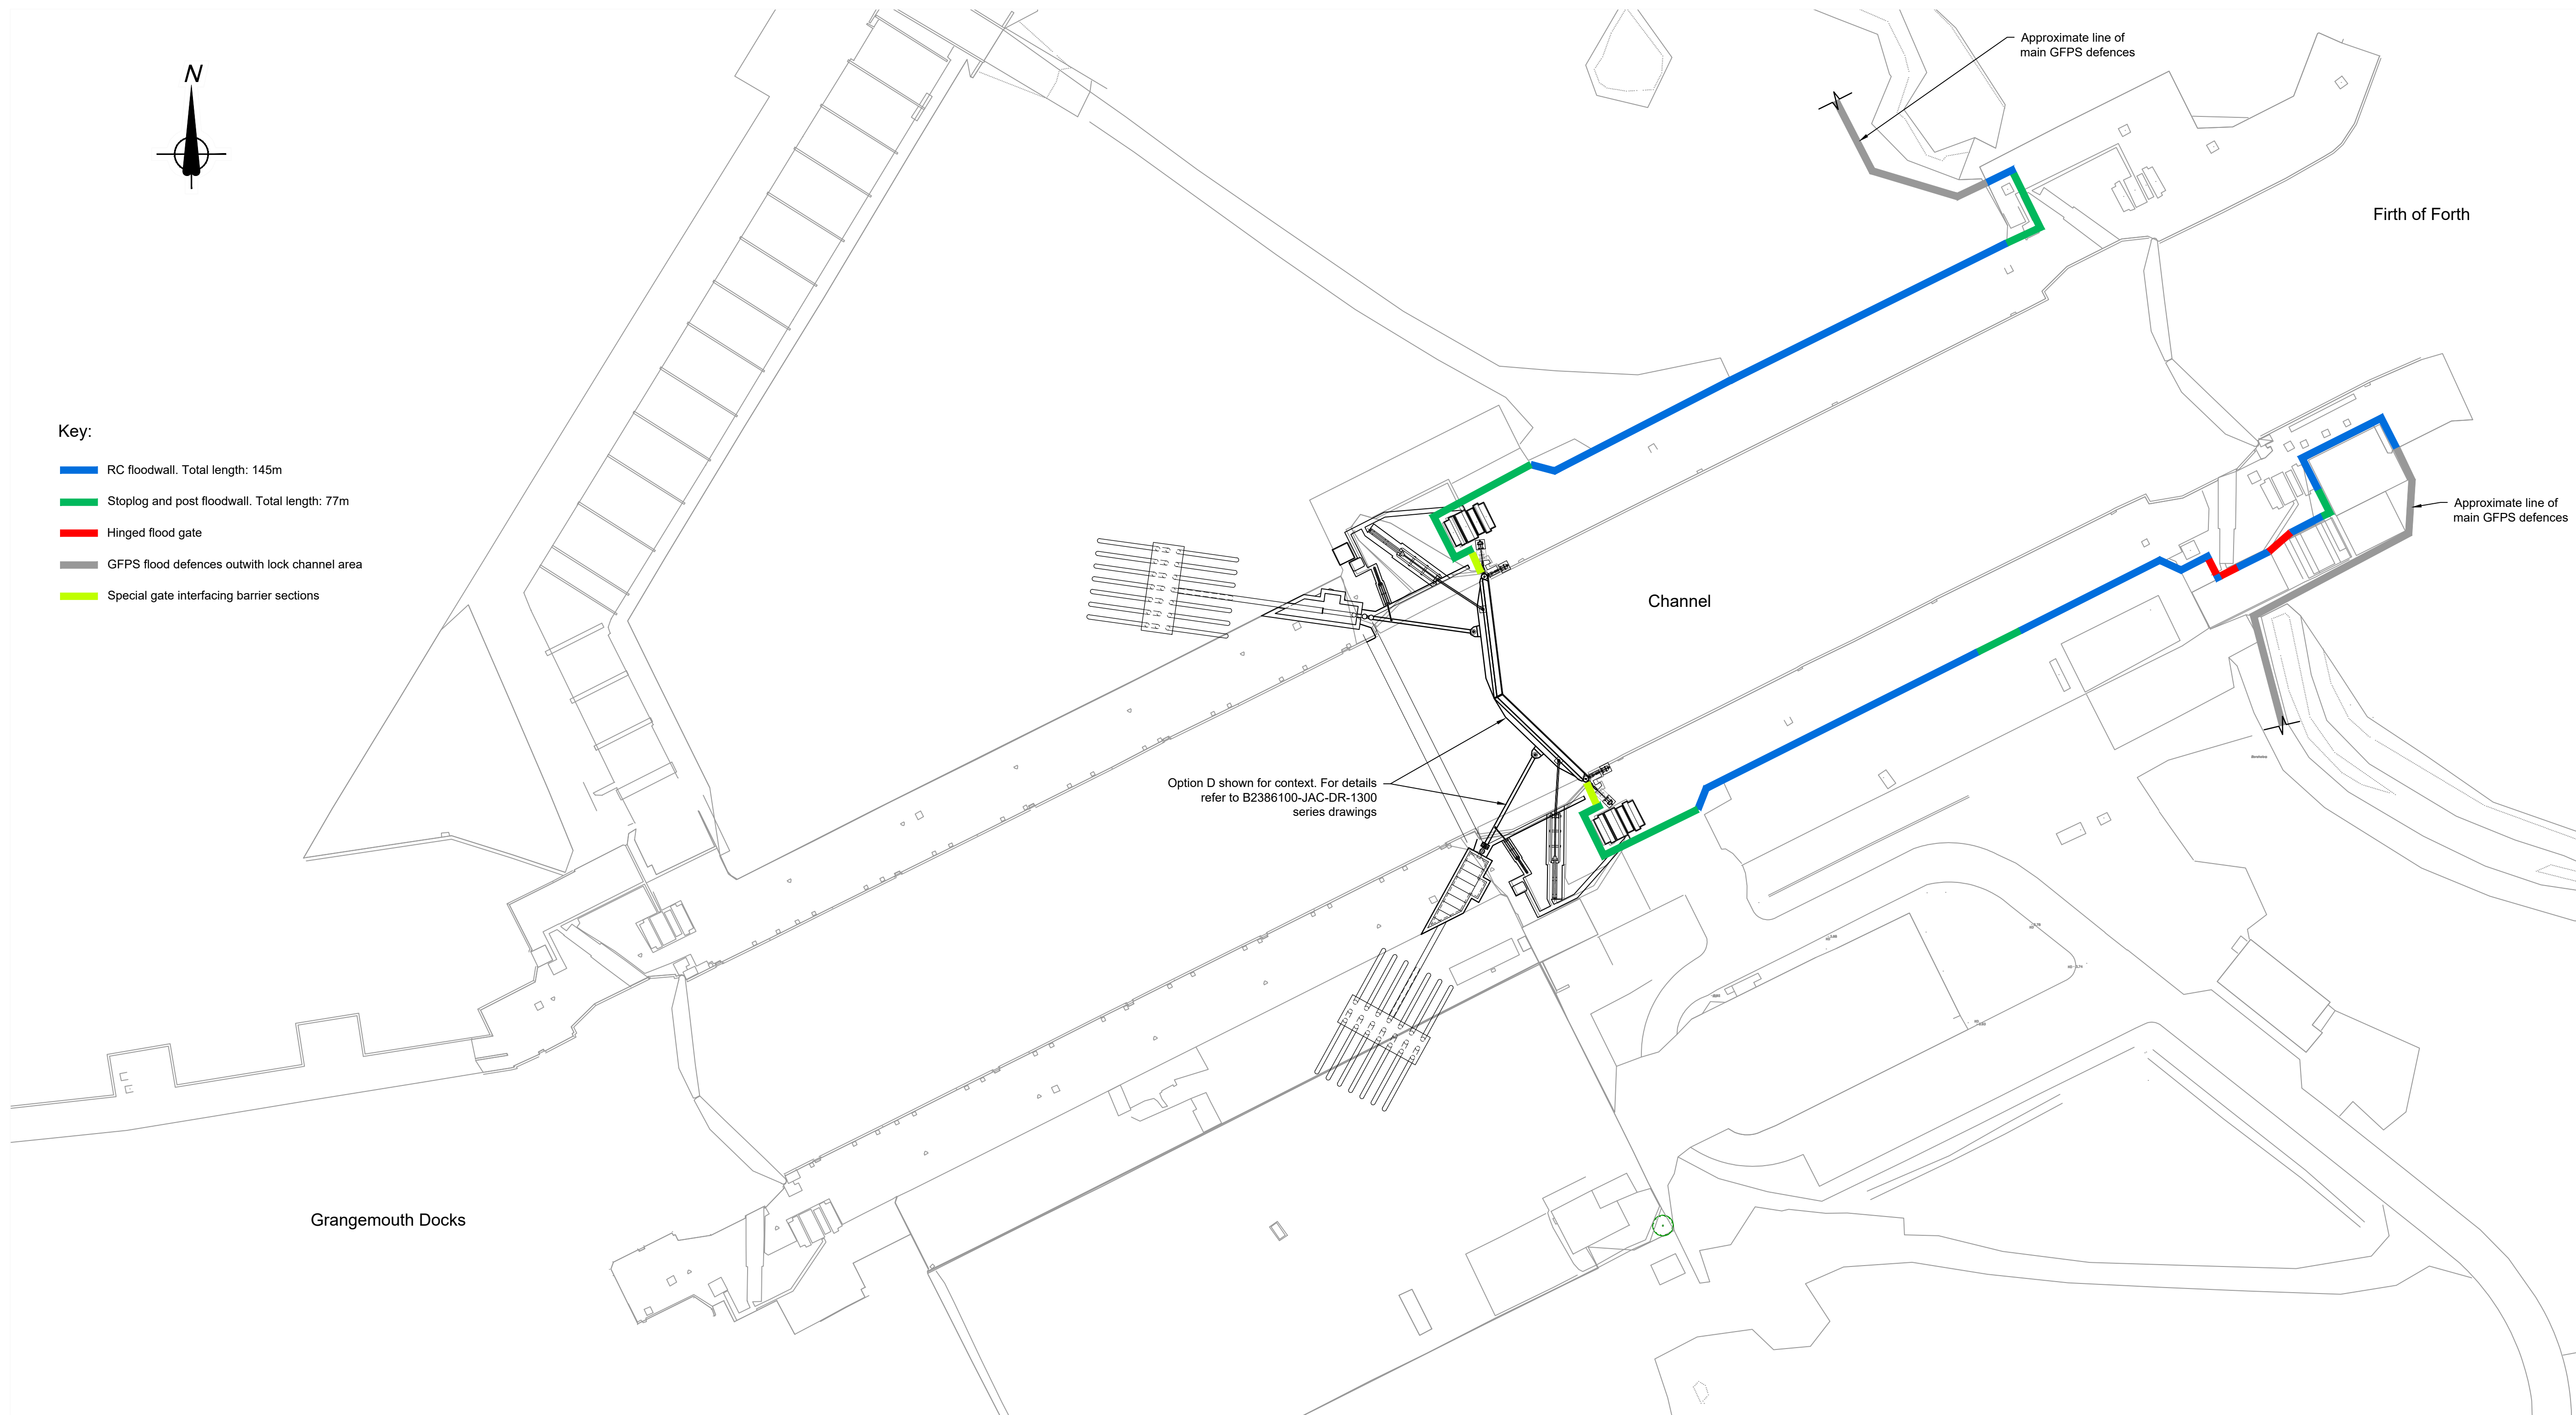 N
Approximate line of
main GFPS defences
Firth of Forth
Key:
RC floodwall. Total length: 145m
Stoplog and post floodwall. Total length: 77m
Hinged flood gate
GFPS flood defences outwith lock channel area
Special gate interfacing barrier sections
Approximate line of
main GFPS defences
Channel
Option D shown for context. For details
refer to B2386100-JAC-DR-1300
series drawings
Grangemouth Docks